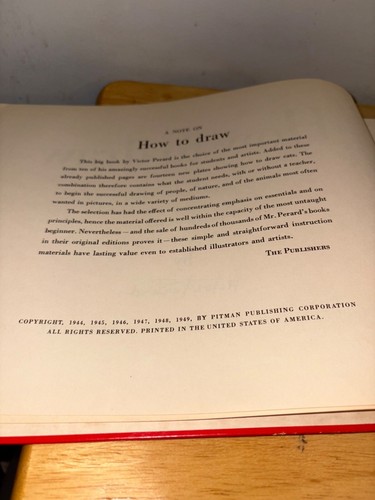 A NOTE ON
How to draw
This big book by Victor Perard is the choice of the most important material
from ten of his meaningly successful books for students and artists. Added to these
already published pages are fourteen new plates showing how to draw cats. The
combination therefore contains what the student needs, with or without a teacher,
to begin the successful drawing of people, of nature, and of the animals most often
wanted in pictures, in a wide variety of mediums.
The selection has had the effect of concentrating emphasis on essentials and on
principles, hence the material offered is well within the capacity of the most untaught
beginner. Nevertheless—and the sale of hundreds of thousands of Mr. Perard's books
in their original editions proves it—these simple and straightforward instruction
materials have lasting value even to established illustrators and artists.
THE PUBLISHERS
COPYRIGHT, 1944, 1945, 1946, 1947, 1948, 1949, BY PITMAN PUBLISHING CORPORATION
ALL RIGHTS RESERVED. PRINTED IN THE UNITED STATES OF AMERICA.